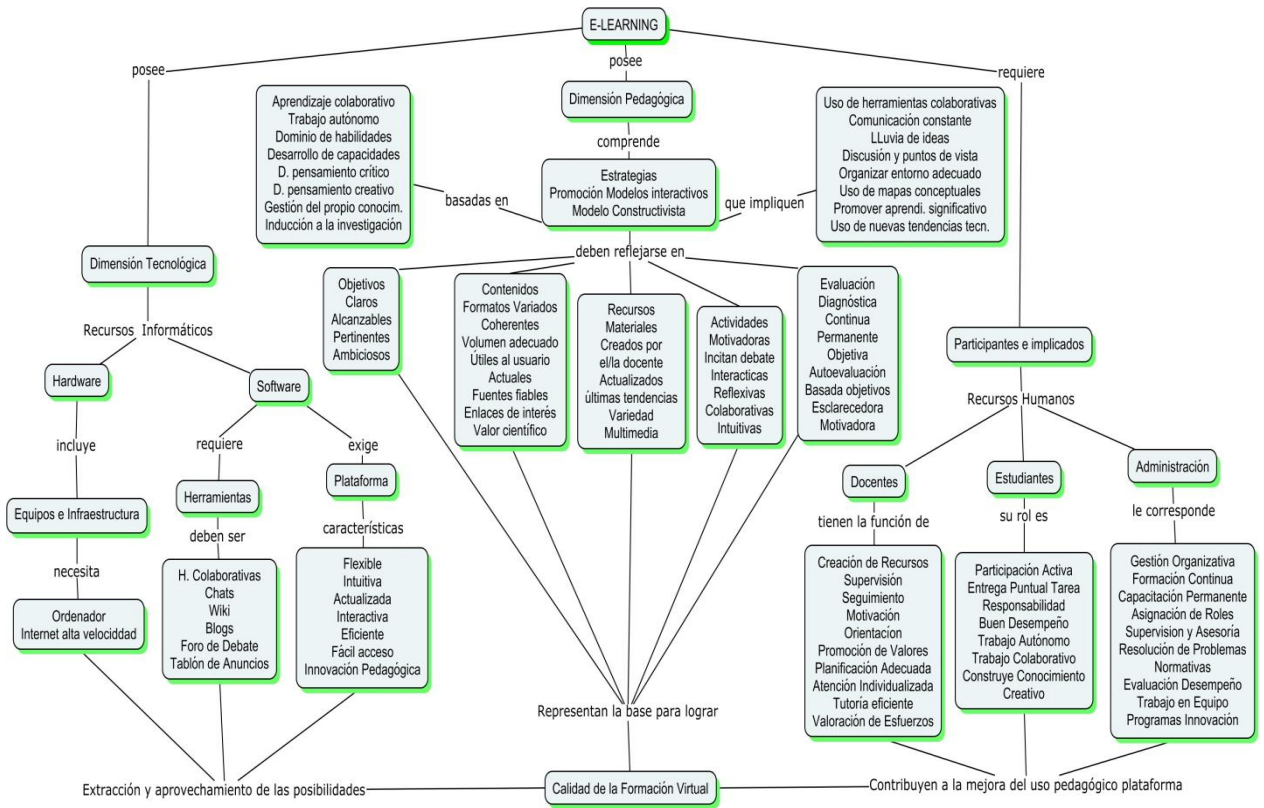 E-LEARNING
posee
posee
requiere
Dimensión Pedagógica
comprende
Aprendizaje colaborativo
Trabajo autónomo
Dominio de habilidades
Desarrollo de capacidades
D. pensamiento crítico
D. pensamiento creativo
Gestión del propio conocim.
Inducción a la investigación
basadas en
Estrategias
Promoción Modelos interactivos
Modelo Constructivista
que impliquen
Uso de herramientas colaborativas
Comunicación constante
LLuvia de ideas
Discusión y puntos de vista
Organizar entorno adecuado
Uso de mapas conceptuales
Promover aprendi. significativo
Uso de nuevas tendencias tecn.
deben reflejarse en
Objetivos
Claros
Alcanzables
Pertinentes
Ambiciosos
Contenidos
Formatos Variados
Coherentes
Volumen adecuado
Útiles al usuario
Actuales
Fuentes fiables
Enlaces de interés
Valor científico
Recursos
Materiales
Creados por
el/la docente
Actualizados
últimas tendencias
Variedad
Multimedia
Actividades
Motivadoras
Incitan debate
Interacticas
Reflexivas
Colaborativas
Intuitivas
Evaluación
Diagnóstica
Continua
Permanente
Objetiva
Autoevaluación
Basada objetivos
Esclarecedora
Motivadora
Dimensión Tecnológica
Recursos Informáticos
Hardware
Software
incluye
requiere
exige
Equipos e Infraestructura
Herramientas
Plataforma
necesita
deben ser
características
Ordenador
Internet alta velociddad
H. Colaborativas
Chats
Wiki
Blogs
Foro de Debate
Tablón de Anuncios
Flexible
Intuitiva
Actualizada
Interactiva
Eficiente
Fácil acceso
Innovación Pedagógica
Participantes e implicados
Recursos Humanos
Docentes
Estudiantes
Administración
tienen la función de
su rol es
le corresponde
Creación de Recursos
Supervisión
Seguimiento
Motivación
Orientacíon
Promoción de Valores
Planificación Adecuada
Atención Individualizada
Tutoría eficiente
Valoración de Esfuerzos
Participación Activa
Entrega Puntual Tarea
Responsabilidad
Buen Desempeño
Trabajo Autónomo
Trabajo Colaborativo
Construye Conocimiento
Creativo
Gestión Organizativa
Formación Continua
Capacitación Permanente
Asignación de Roles
Supervision y Asesoría
Resolución de Problemas
Normativas
Evaluación Desempeño
Trabajo en Equipo
Programas Innovación
Representan la base para lograr
Extracción y aprovechamiento de las posibilidades
Calidad de la Formación Virtual
Contribuyen a la mejora del uso pedagógico plataforma